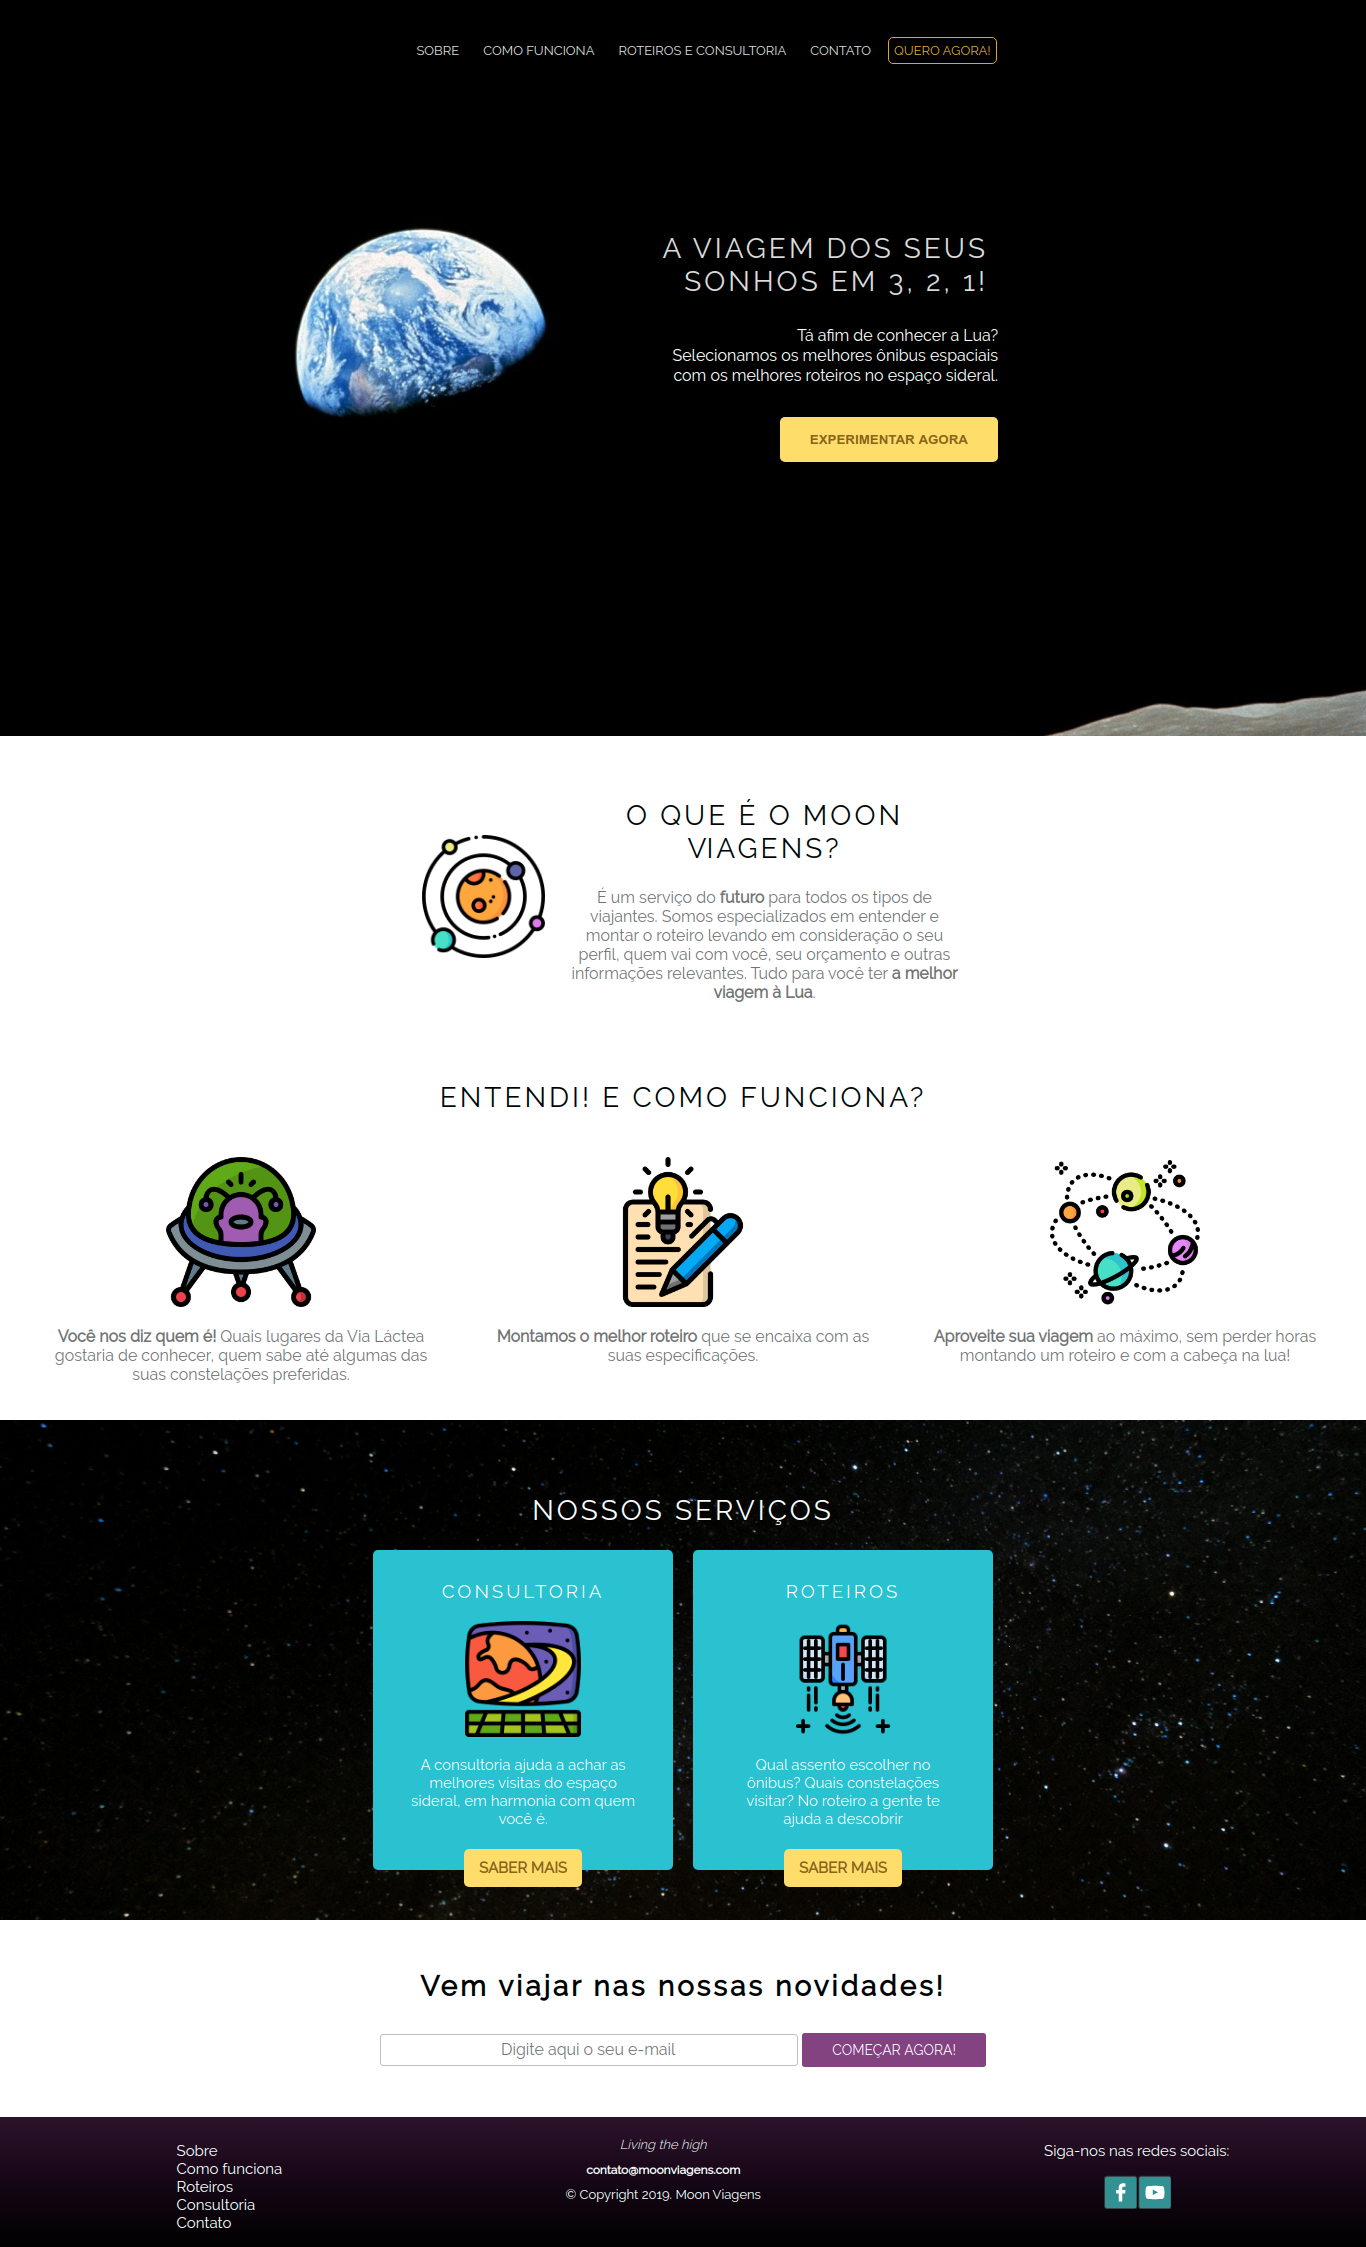 SOBRE COMO FUNCIONA ROTEIROS E CONSULTORIA CONTATO QUERO AGORA!
A VIAGEM DOS SEUS
SONHOS EM 3, 2, 1!
Tá afim de conhecer a Lua?
Selecionamos os melhores ônibus espaciais
com os melhores roteiros no espaço sideral.
EXPERIMENTAR AGORA
O QUE É O MOON
VIAGENS?
É um serviço do futuro para todos os tipos de
viajantes. Somos especializados em entender e
montar o roteiro levando em consideração o seu
perfil, quem vai com você, seu orçamento e outras
informações relevantes. Tudo para você ter a melhor
viagem à Lua.
ENTENDI! E COMO FUNCIONA?
Você nos diz quem é! Quais lugares da Via Láctea
gostaria de conhecer, quem sabe até algumas das
suas constelações preferidas.
Montamos o melhor roteiro que se encaixa com as
suas especificações.
Aproveite sua viagem ao máximo, sem perder horas
montando um roteiro e com a cabeça na lua!
NOSSOS SERVIÇOS
CONSULTORIA
A consultoria ajuda a achar as
melhores visitas do espaço
sideral, em harmonia com quem
você é.
SABER MAIS
ROTEIROS
Qual assento escolher no
ônibus? Quais constelações
visitar? No roteiro a gente te
ajuda a descobrir
SABER MAIS
Vem viajar nas nossas novidades!
Digite aqui o seu e-mail
COMEÇAR AGORA!
Sobre
Como funciona
Roteiros
Consultoria
Contato
Living the high
contato@moonviagens.com
© Copyright 2019. Moon Viagens
Siga-nos nas redes sociais: